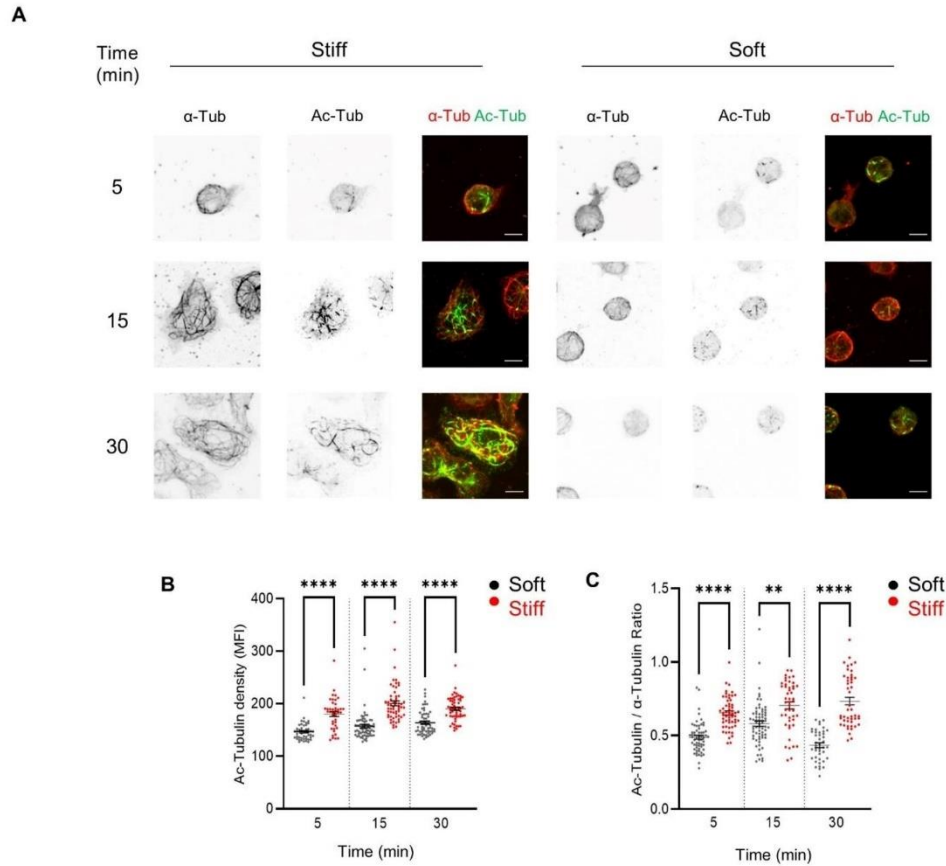 A
Time
(min)
Stiff
Soft
α-Tub
Ac-Tub
α-Tub Ac-Tub
α-Tub
Ac-Tub
α-Tub Ac-Tub
5
15
30
B
Soft
Stiff
**** **** ****
400
300
200
100
0
Ac-Tubulin density (MFI)
5 15 30
Time (min)
C
Soft
Stiff
**** ** ****
1.5
1.0
0.5
0.0
Ac-Tubulin / α-Tubulin Ratio
5 15 30
Time (min)